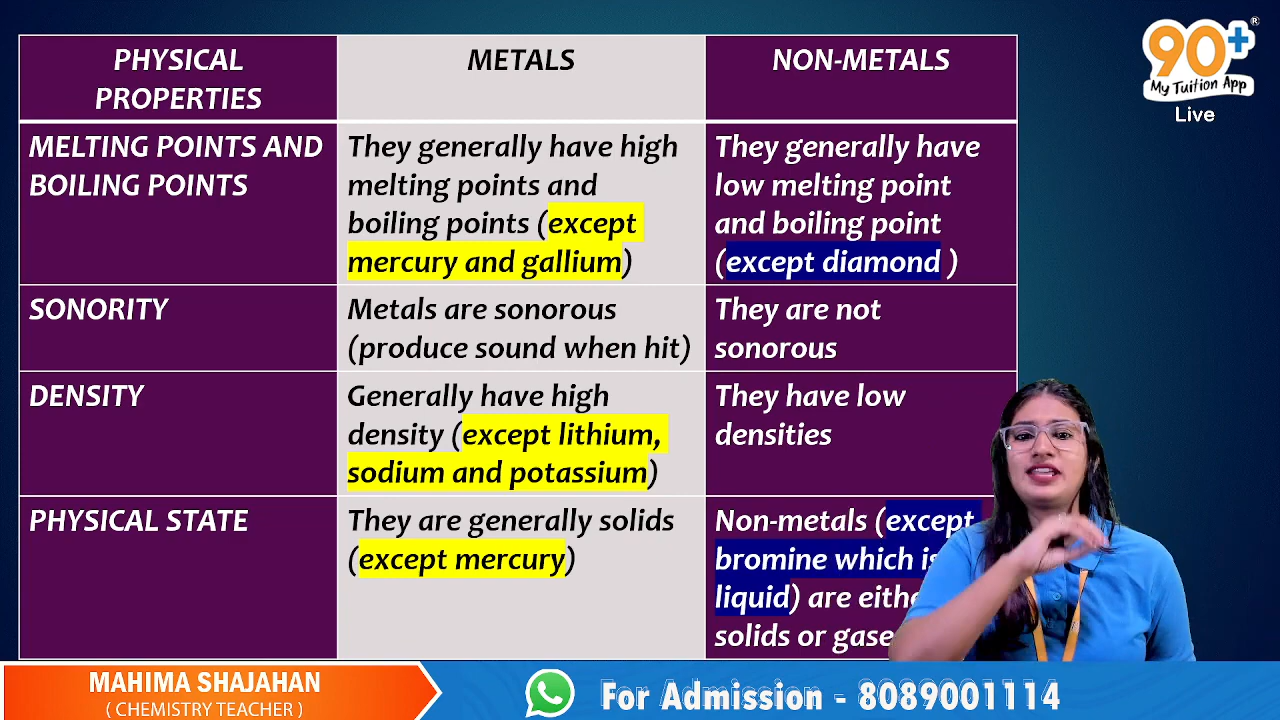 PHYSICAL
PROPERTIES
METALS
NON-METALS
MELTING POINTS AND
BOILING POINTS
They generally have high
melting points and
boiling points (except
mercury and gallium)
They generally have
low melting point
and boiling point
(except diamond )
SONORITY
Metals are sonorous
(produce sound when hit)
They are not
sonorous
DENSITY
Generally have high
density (except lithium,
sodium and potassium)
They have low
densities
PHYSICAL STATE
They are generally solids
(except mercury)
Non-metals (except
bromine which is
liquid) are
solids or
90+
®
My Tuition App
Live
MAHIMA SHAJAHAN
( CHEMISTRY TEACHER )
For Admission - 8089001114